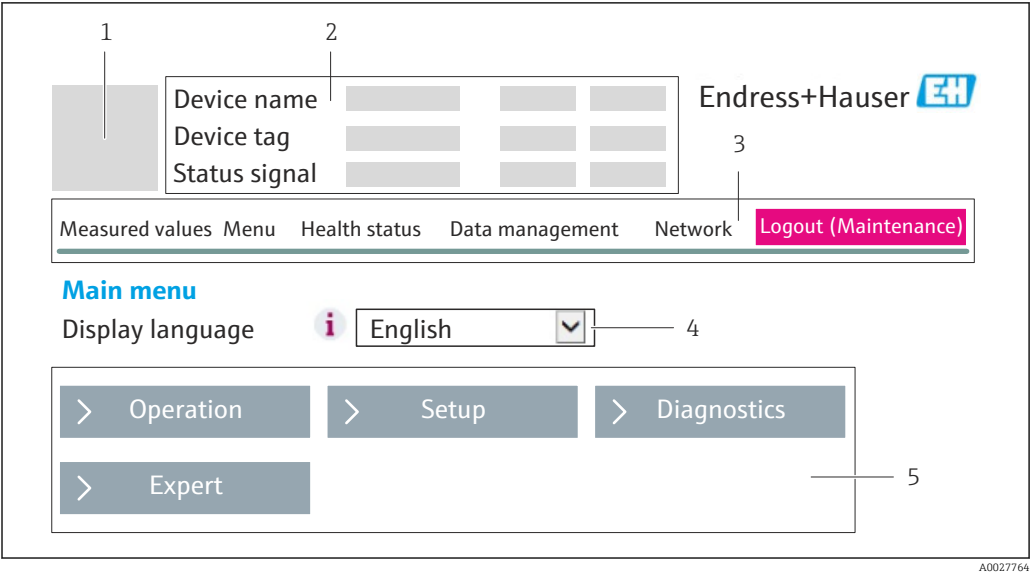 1
2
Device name
Device tag
Status signal
Endress+Hauser EH
3
Measured values Menu Health status Data management Network Logout (Maintenance)
Main menu
Display language i English
4
Operation Setup Diagnostics
Expert
5
A0027764